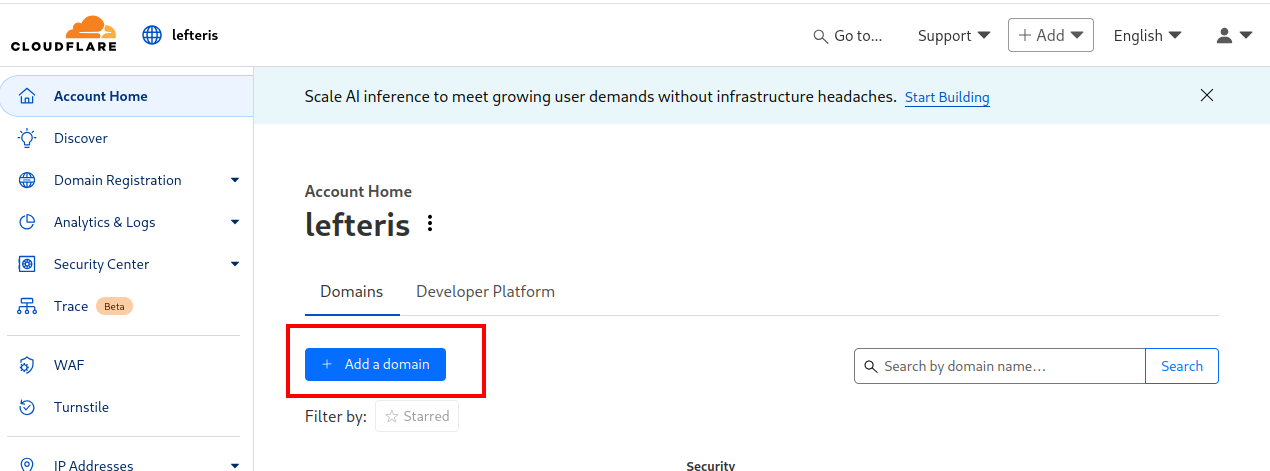 CLOUDFLARE
lefteris
Go to...
Support
+ Add
English
Account Home
Discover
Domain Registration
Analytics & Logs
Security Center
Trace Beta
WAF
Turnstile
IP Addresses
Scale AI inference to meet growing user demands without infrastructure headaches. Start Building
Account Home
lefteris
Domains
Developer Platform
+ Add a domain
Search by domain name...
Search
Filter by:
Starred
Security